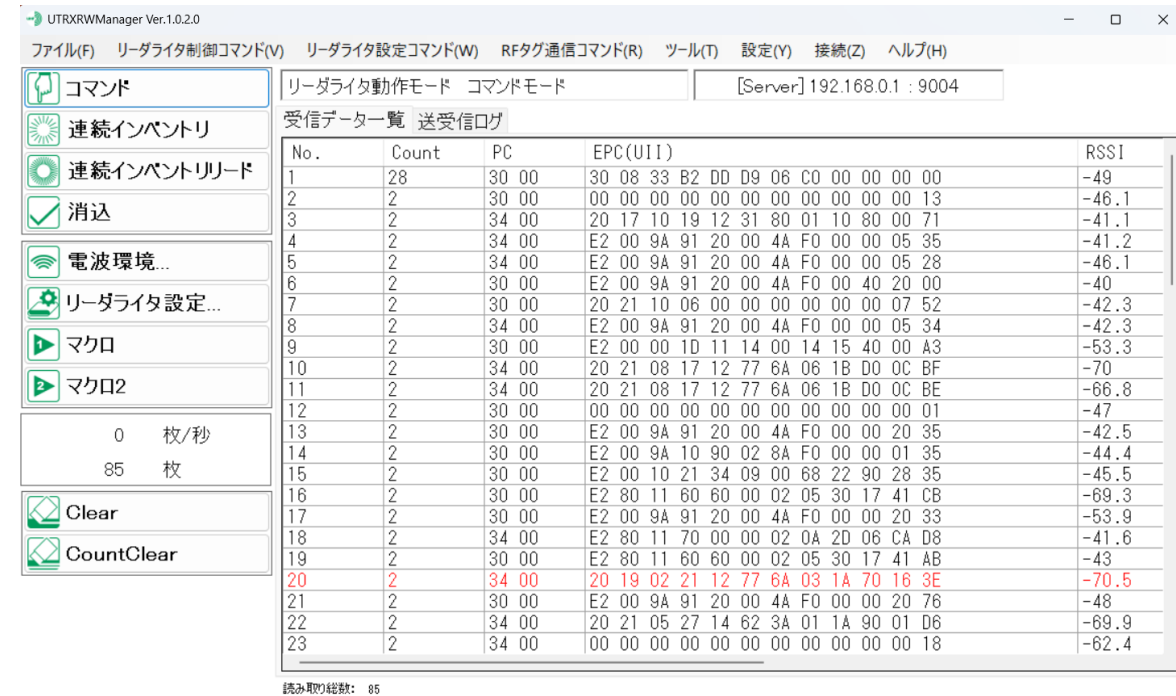 UTRXRWManager Ver.1.0.2.0
ファイル(F) リーダライタ制御コマンド(V) リーダライタ設定コマンド(W) RFタグ通信コマンド(R) ツール(T) 設定(Y) 接続(Z) ヘルプ(H)
コマンド
連続インベントリ
連続インベントリリード
消込
電波環境...
リーダライタ設定...
マクロ
マクロ2
0 枚/秒
85 枚
Clear
CountClear
リーダライタ動作モード コマンドモード
[Server] 192.168.0.1 : 9004
受信データ一覧 送受信ログ
No. Count PC EPC(UII) RSSI
1 28 30 00 30 08 33 B2 DD D9 06 C0 00 00 00 00 -49
2 2 30 00 00 00 00 00 00 00 00 00 00 00 00 13 -46.1
3 2 34 00 20 17 10 19 12 31 80 01 10 80 00 71 -41.1
4 2 34 00 E2 00 9A 91 20 00 4A F0 00 00 05 35 -41.2
5 2 34 00 E2 00 9A 91 20 00 4A F0 00 00 05 28 -46.1
6 2 30 00 E2 00 9A 91 20 00 4A F0 00 40 20 00 -40
7 2 30 00 20 21 10 06 00 00 00 00 00 00 07 52 -42.3
8 2 34 00 E2 00 9A 91 20 00 4A F0 00 00 05 34 -42.3
9 2 30 00 E2 00 00 1D 11 14 00 14 15 40 00 A3 -53.3
10 2 34 00 20 21 08 17 12 77 6A 06 1B D0 0C BF -70
11 2 34 00 20 21 08 17 12 77 6A 06 1B D0 0C BE -66.8
12 2 30 00 00 00 00 00 00 00 00 00 00 00 00 01 -47
13 2 30 00 E2 00 9A 91 20 00 4A F0 00 00 20 35 -42.5
14 2 30 00 E2 00 9A 10 90 02 8A F0 00 00 01 35 -44.4
15 2 30 00 E2 00 10 21 34 09 00 68 22 90 28 35 -45.5
16 2 30 00 E2 80 11 60 60 00 02 05 30 17 41 CB -69.3
17 2 30 00 E2 00 9A 91 20 00 4A F0 00 00 20 33 -53.9
18 2 34 00 E2 80 11 70 00 00 02 0A 2D 06 CA D8 -41.6
19 2 30 00 E2 80 11 60 60 00 02 05 30 17 41 AB -43
20 2 34 00 20 19 02 21 12 77 6A 03 1A 70 16 3E -70.5
21 2 30 00 E2 00 9A 91 20 00 4A F0 00 00 20 76 -48
22 2 34 00 20 21 05 27 14 62 3A 01 1A 90 01 D6 -69.9
23 2 34 00 00 00 00 00 00 00 00 00 00 00 00 18 -62.4
読み取り総数: 85